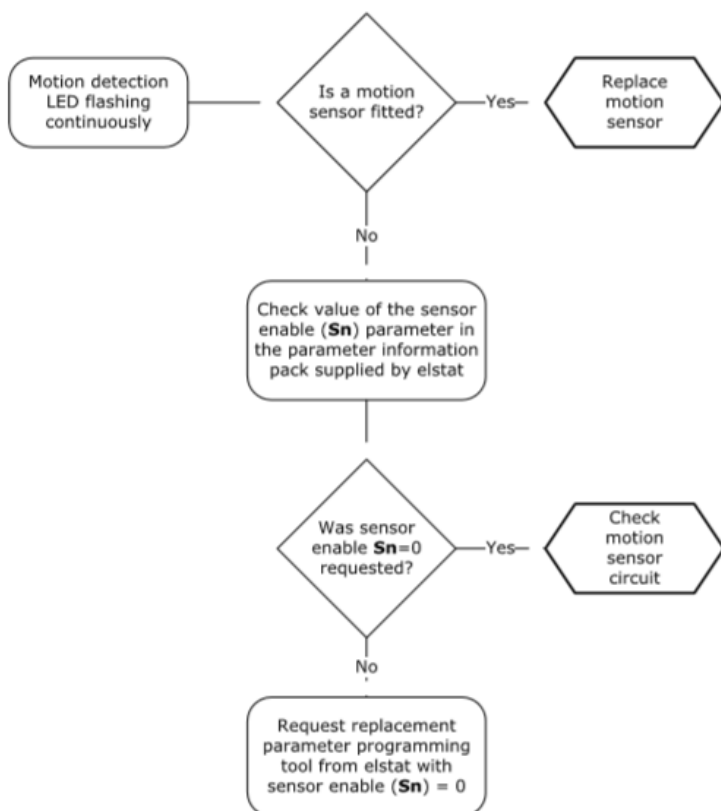 Motion detection
LED flashing
continuously
Is a motion
sensor fitted?
Yes
Replace
motion
sensor
No
Check value of the sensor
enable (Sn) parameter in
the parameter information
pack supplied by elstat
Was sensor
enable Sn=0
requested?
Yes
Check
motion
sensor
circuit
No
Request replacement
parameter programming
tool from elstat with
sensor enable (Sn) = 0